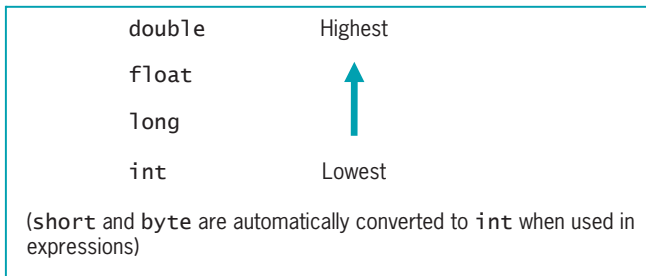 double Highest
float
long
int Lowest
(short and byte are automatically converted to int when used in
expressions)